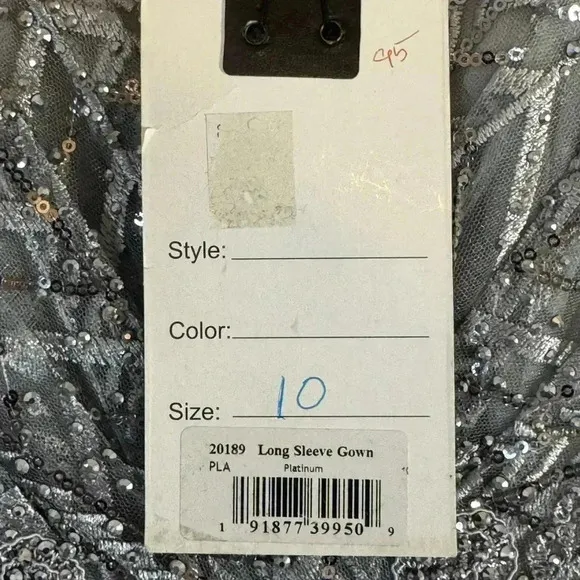 Style:
Color:
Size: 10
20189 Long Sleeve Gown
PLA Platinum
1 91877 39950 9